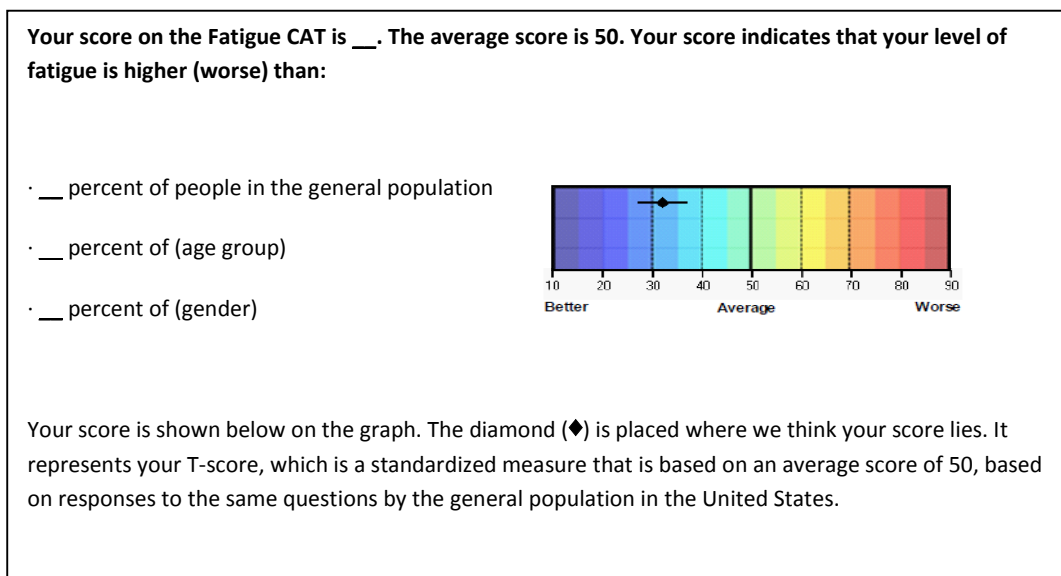 Your score on the Fatigue CAT is __. The average score is 50. Your score indicates that your level of
fatigue is higher (worse) than:
· __ percent of people in the general population
· __ percent of (age group)
· __ percent of (gender)
10 20 30 40 50 60 70 80 90
Better Average Worse
Your score is shown below on the graph. The diamond (♦) is placed where we think your score lies. It
represents your T-score, which is a standardized measure that is based on an average score of 50, based
on responses to the same questions by the general population in the United States.